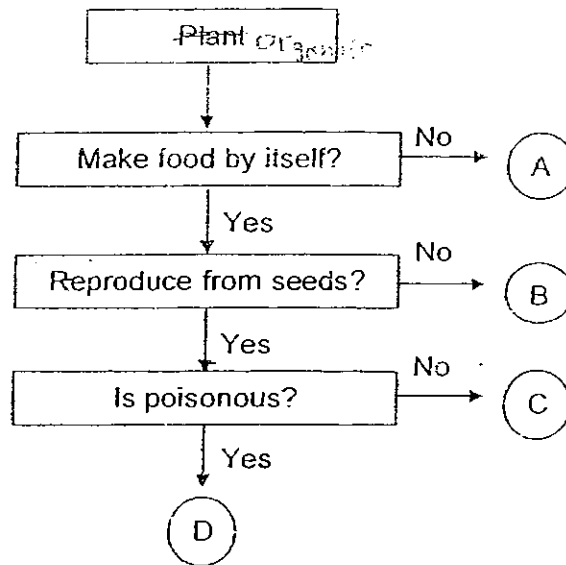 Plant
Make food by itself?
No
A
Yes
Reproduce from seeds?
No
B
Yes
Is poisonous?
No
C
Yes
D